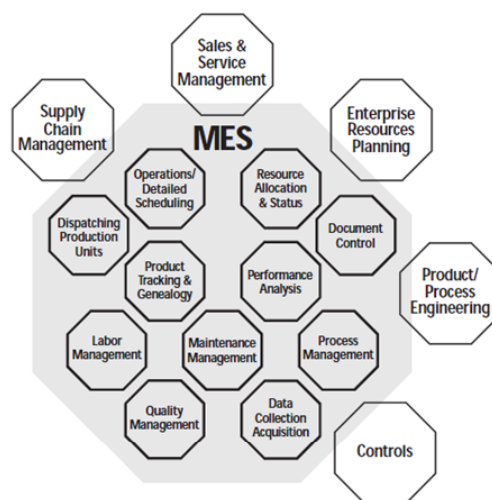 Sales &
Service
Management
Supply
Chain
Management
Enterprise
Resources
Planning
MES
Operations/
Detailed
Scheduling
Resource
Allocation
& Status
Dispatching
Production
Units
Document
Control
Product
Tracking &
Genealogy
Performance
Analysis
Product/
Process
Engineering
Labor
Management
Maintenance
Management
Process
Management
Quality
Management
Data
Collection
Acquisition
Controls